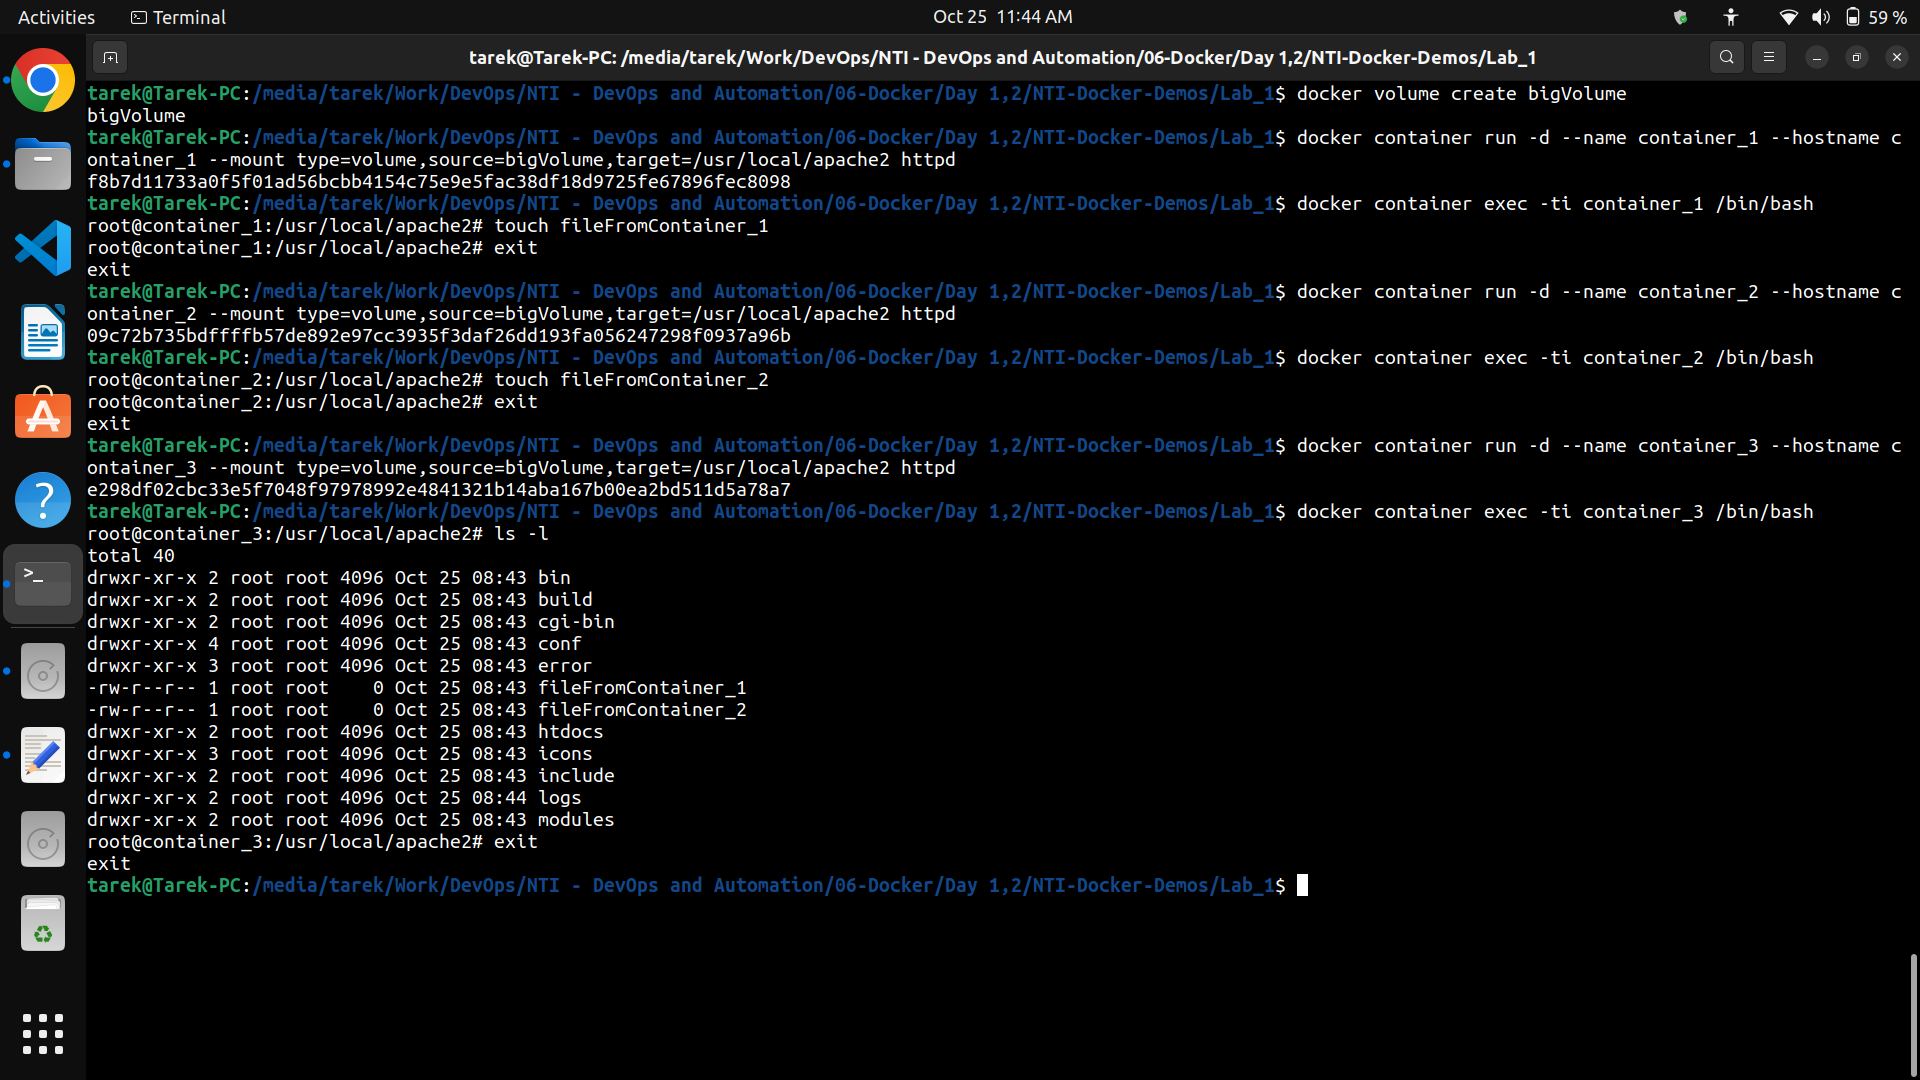 Activities
Terminal
Oct 25 11:44 AM
59 %
tarek@Tarek-PC: /media/tarek/Work/DevOps/NTI - DevOps and Automation/06-Docker/Day 1,2/NTI-Docker-Demos/Lab_1
tarek@Tarek-PC:/media/tarek/Work/DevOps/NTI - DevOps and Automation/06-Docker/Day 1,2/NTI-Docker-Demos/Lab_1$ docker volume create bigVolume
bigVolume
tarek@Tarek-PC:/media/tarek/Work/DevOps/NTI - DevOps and Automation/06-Docker/Day 1,2/NTI-Docker-Demos/Lab_1$ docker container run -d --name container_1 --hostname c
ontainer_1 --mount type=volume,source=bigVolume,target=/usr/local/apache2 httpd
f8b7d11733a0f5f01ad56bcbb4154c75e9e5fac38df18d9725fe67896fec8098
tarek@Tarek-PC:/media/tarek/Work/DevOps/NTI - DevOps and Automation/06-Docker/Day 1,2/NTI-Docker-Demos/Lab_1$ docker container exec -ti container_1 /bin/bash
root@container_1:/usr/local/apache2# touch fileFromContainer_1
root@container_1:/usr/local/apache2# exit
exit
tarek@Tarek-PC:/media/tarek/Work/DevOps/NTI - DevOps and Automation/06-Docker/Day 1,2/NTI-Docker-Demos/Lab_1$ docker container run -d --name container_2 --hostname c
ontainer_2 --mount type=volume,source=bigVolume,target=/usr/local/apache2 httpd
09c72b735bdffffb57de892e97cc3935f3daf26dd193fa056247298f0937a96b
tarek@Tarek-PC:/media/tarek/Work/DevOps/NTI - DevOps and Automation/06-Docker/Day 1,2/NTI-Docker-Demos/Lab_1$ docker container exec -ti container_2 /bin/bash
root@container_2:/usr/local/apache2# touch fileFromContainer_2
root@container_2:/usr/local/apache2# exit
exit
tarek@Tarek-PC:/media/tarek/Work/DevOps/NTI - DevOps and Automation/06-Docker/Day 1,2/NTI-Docker-Demos/Lab_1$ docker container run -d --name container_3 --hostname c
ontainer_3 --mount type=volume,source=bigVolume,target=/usr/local/apache2 httpd
e298df02cbc33e5f7048f97978992e4841321b14aba167b00ea2bd511d5a78a7
tarek@Tarek-PC:/media/tarek/Work/DevOps/NTI - DevOps and Automation/06-Docker/Day 1,2/NTI-Docker-Demos/Lab_1$ docker container exec -ti container_3 /bin/bash
root@container_3:/usr/local/apache2# ls -l
total 40
drwxr-xr-x 2 root root 4096 Oct 25 08:43 bin
drwxr-xr-x 2 root root 4096 Oct 25 08:43 build
drwxr-xr-x 2 root root 4096 Oct 25 08:43 cgi-bin
drwxr-xr-x 4 root root 4096 Oct 25 08:43 conf
drwxr-xr-x 3 root root 4096 Oct 25 08:43 error
-rw-r--r-- 1 root root    0 Oct 25 08:43 fileFromContainer_1
-rw-r--r-- 1 root root    0 Oct 25 08:43 fileFromContainer_2
drwxr-xr-x 2 root root 4096 Oct 25 08:43 htdocs
drwxr-xr-x 3 root root 4096 Oct 25 08:43 icons
drwxr-xr-x 2 root root 4096 Oct 25 08:43 include
drwxr-xr-x 2 root root 4096 Oct 25 08:44 logs
drwxr-xr-x 2 root root 4096 Oct 25 08:43 modules
root@container_3:/usr/local/apache2# exit
exit
tarek@Tarek-PC:/media/tarek/Work/DevOps/NTI - DevOps and Automation/06-Docker/Day 1,2/NTI-Docker-Demos/Lab_1$